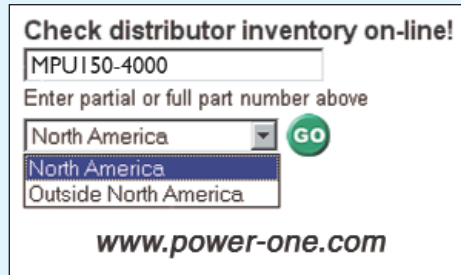 Check distributor inventory on-line!
MPU150-4000
Enter partial or full part number above
North America GO
North America
Outside North America
www.power-one.com